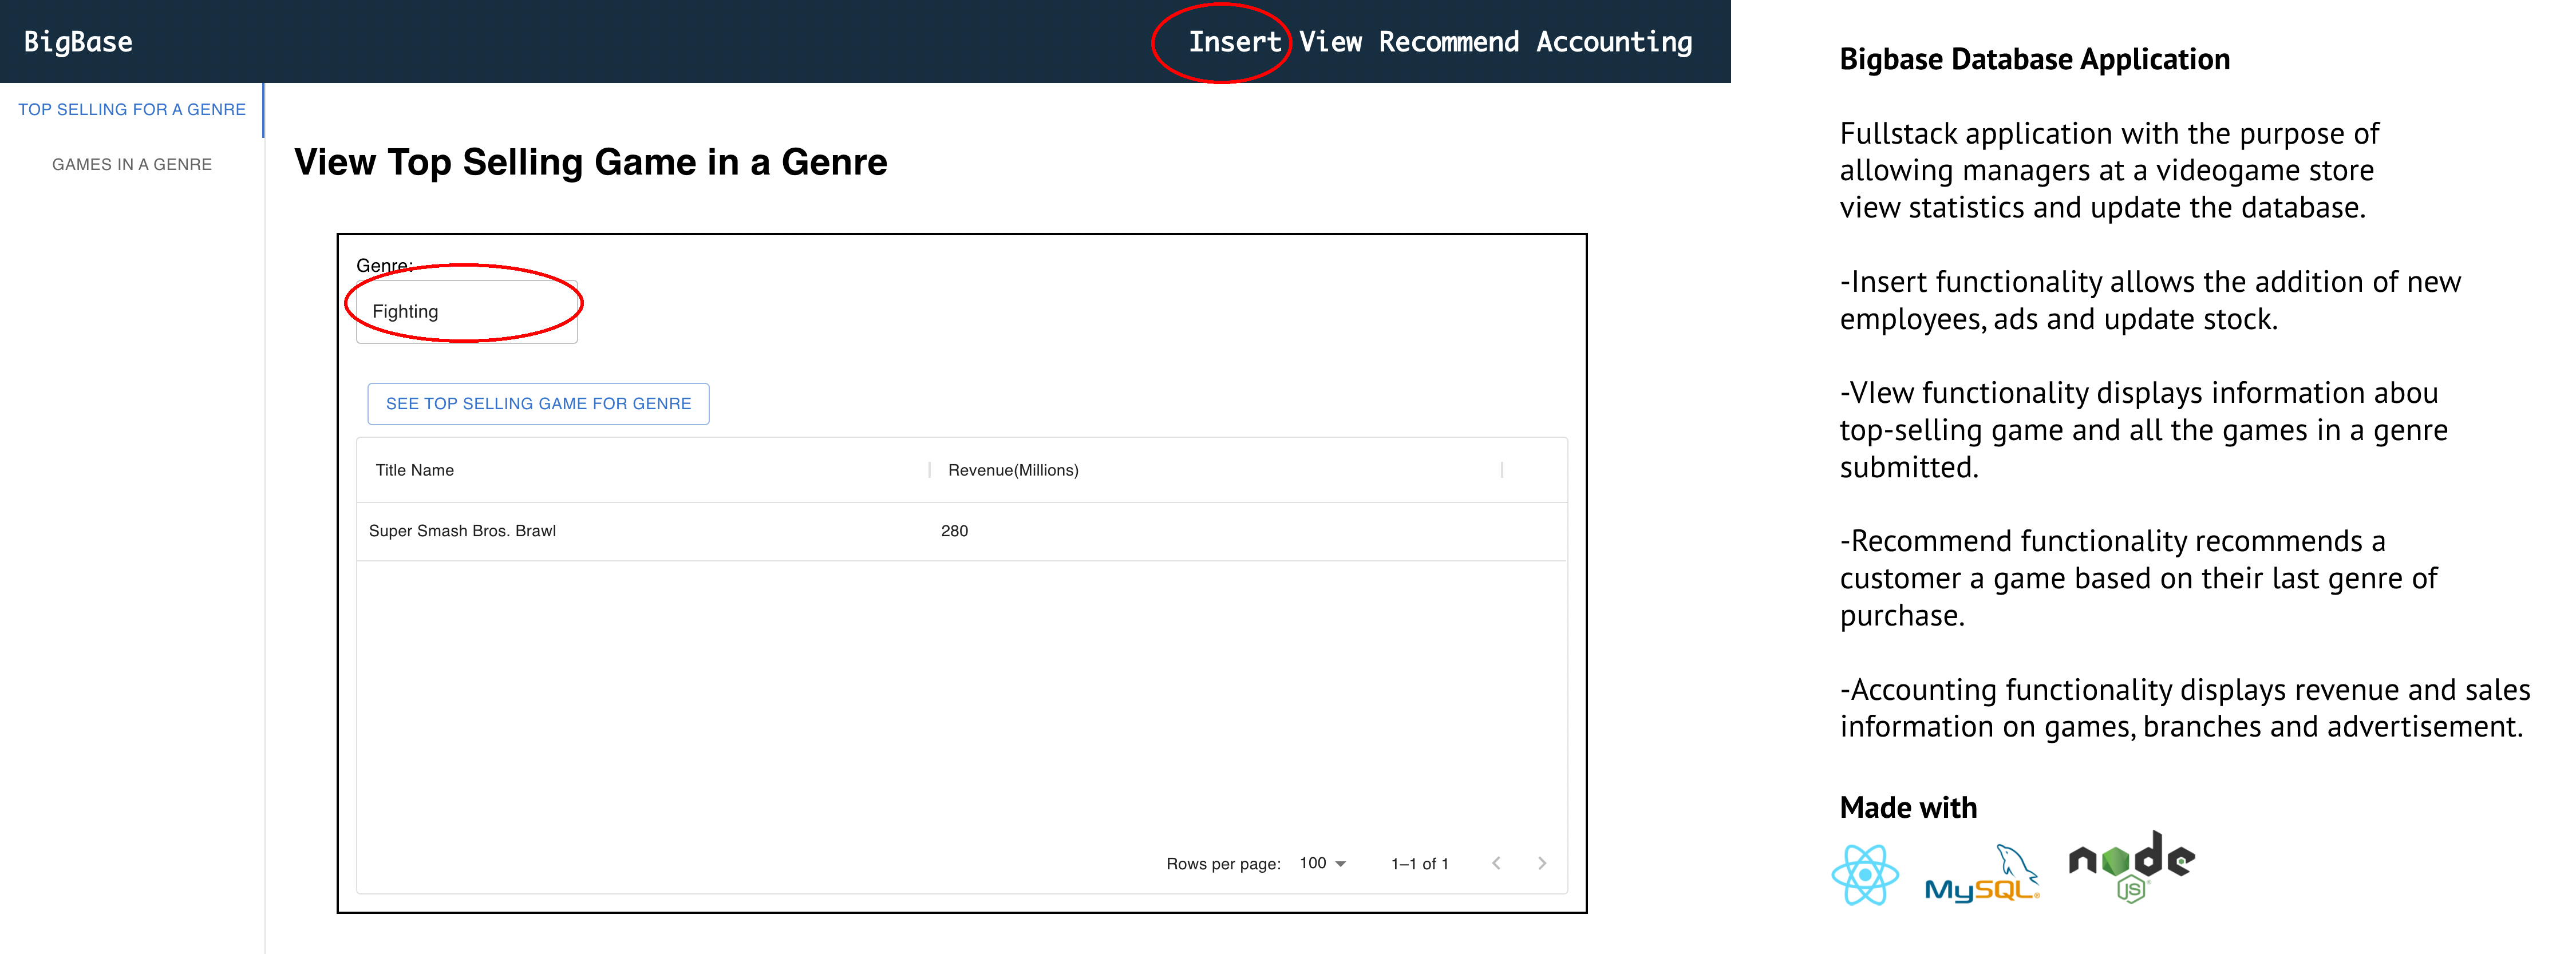 BigBase
Insert View Recommend Accounting
TOP SELLING FOR A GENRE
GAMES IN A GENRE
View Top Selling Game in a Genre
Genre:
Fighting
SEE TOP SELLING GAME FOR GENRE
Title Name Revenue(Millions)
Super Smash Bros. Brawl 280
Rows per page: 100 1–1 of 1
Bigbase Database Application
Fullstack application with the purpose of
allowing managers at a videogame store
view statistics and update the database.
-Insert functionality allows the addition of new
employees, ads and update stock.
-VIew functionality displays information abou
top-selling game and all the games in a genre
submitted.
-Recommend functionality recommends a
customer a game based on their last genre of
purchase.
-Accounting functionality displays revenue and sales
information on games, branches and advertisement.
Made with
MySQL®
node
JS